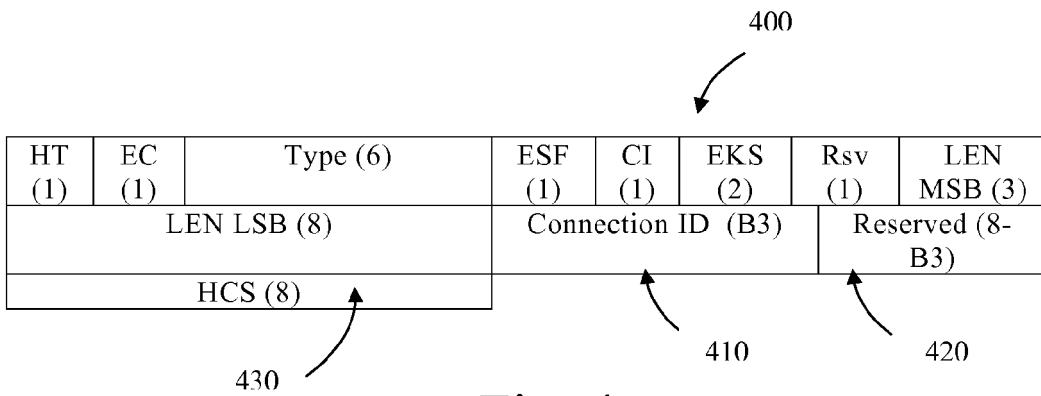 400
HT (1) EC (1) Type (6) ESF (1) CI (1) EKS (2) Rsv (1) LEN MSB (3)
LEN LSB (8) Connection ID (B3) Reserved (8-B3)
HCS (8)
430 410 420